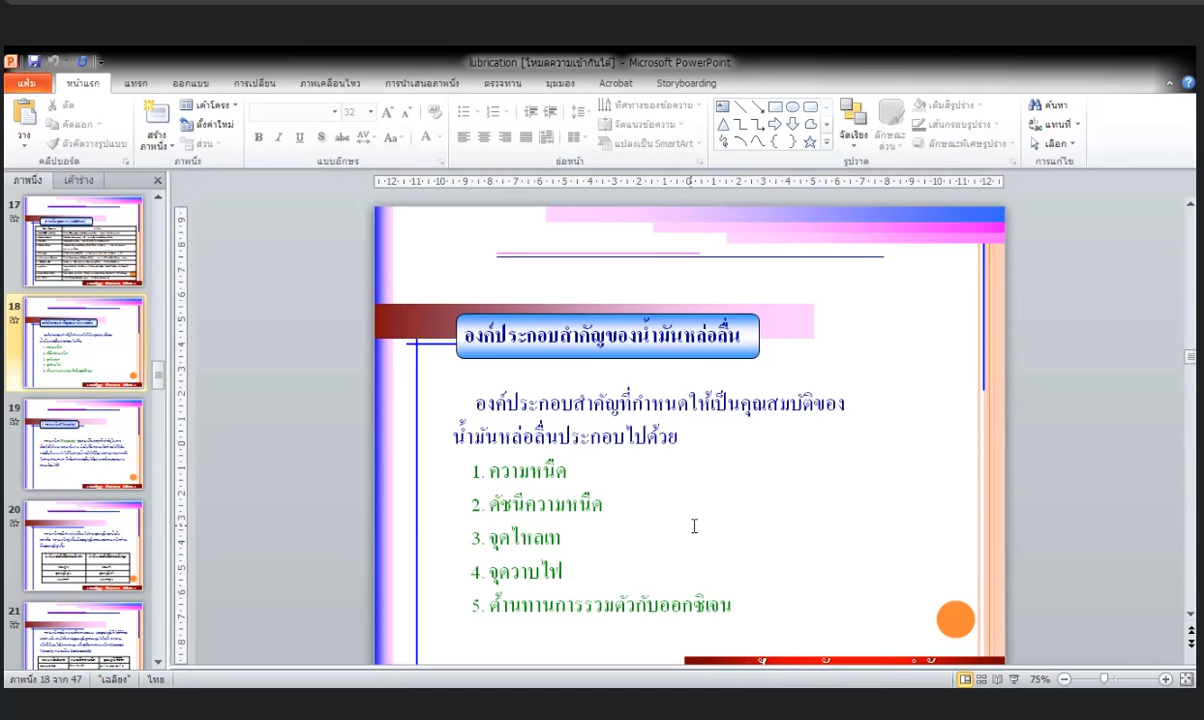 lubrication [โหมดความเข้ากันได้] - Microsoft PowerPoint
แฟ้ม หน้าแรก แทรก ออกแบบ การเปลี่ยน ภาพเคลื่อนไหว การนำเสนอภาพนิ่ง ตรวจทาน มุมมอง Acrobat Storyboarding
วาง
ตัด
คัดลอก
ตัวคัดวางรูปแบบ
คลิปบอร์ด
สร้าง
ภาพนิ่ง
เค้าโครง
ตั้งค่าใหม่
ส่วน
ภาพนิ่ง
32
แบบอักษร
ทิศทางของข้อความ
จัดแนวข้อความ
แปลงเป็น SmartArt
ย่อหน้า
จัดเรียง
ลักษณะ
ด่วน
เติมสีรูปร่าง
เส้นกรอบรูปร่าง
ลักษณะพิเศษรูปร่าง
รูปวาด
ค้นหา
แทนที่
เลือก
การแก้ไข
ภาพนิ่ง เค้าร่าง
17
18
19
20
21
องค์ประกอบสำคัญของน้ำมันหล่อลื่น
องค์ประกอบสำคัญที่กำหนดให้เป็นคุณสมบัติของ
น้ำมันหล่อลื่นประกอบไปด้วย
1. ความหนืด
2. ดัชนีความหนืด
3. จุดไหลเท
4. จุดวาบไฟ
5. ต้านทานการรวมตัวกับออกซิเจน
ภาพนิ่ง 18 จาก 47 "เฉลียง" ไทย 75%